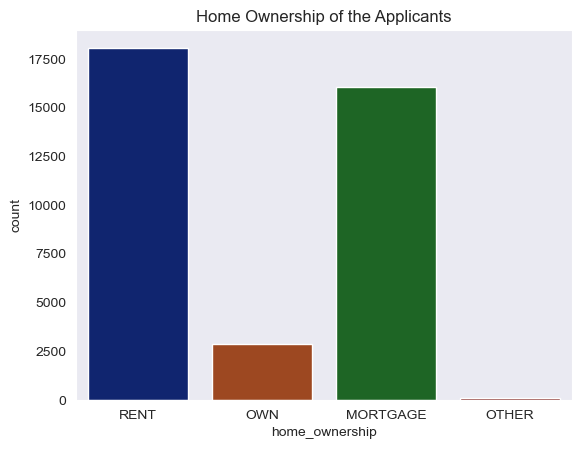 Home Ownership of the Applicants
17500
15000
12500
10000
7500
5000
2500
0
count
RENT OWN MORTGAGE OTHER
home_ownership